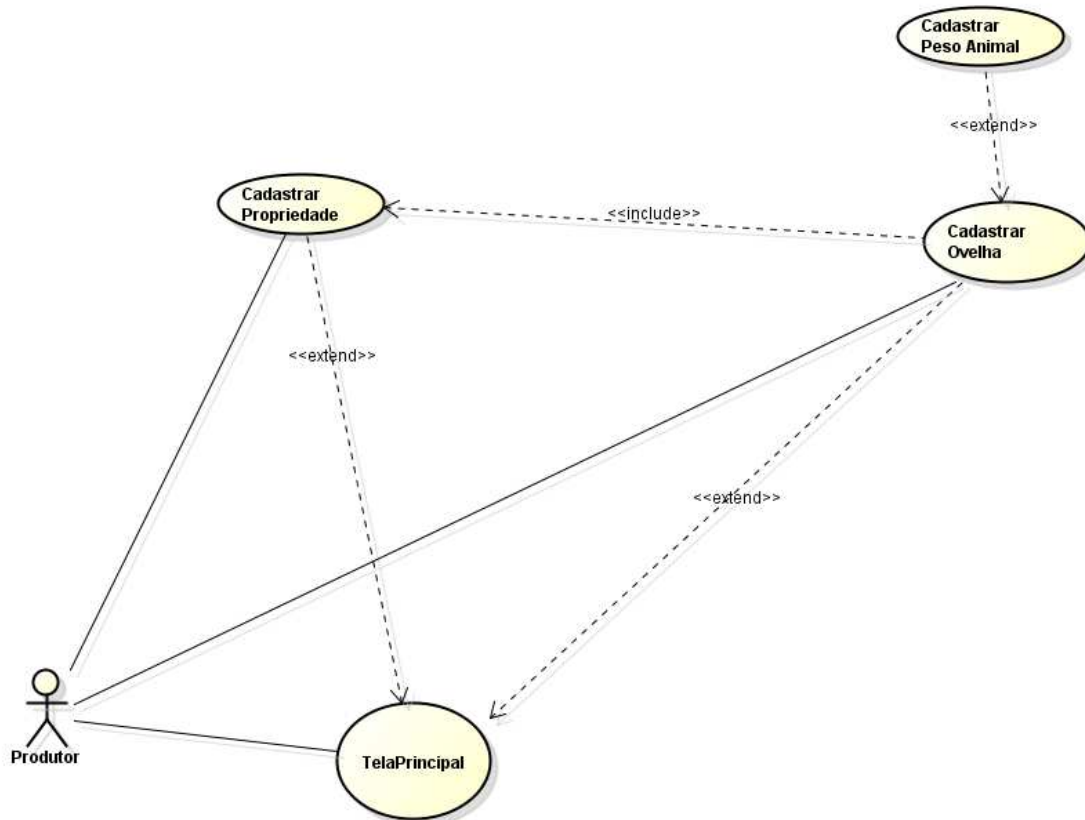 Cadastrar
Peso Animal
<<extend>>
Cadastrar
Propriedade
<<include>>
Cadastrar
Ovelha
<<extend>>
<<extend>>
Produtor
TelaPrincipal